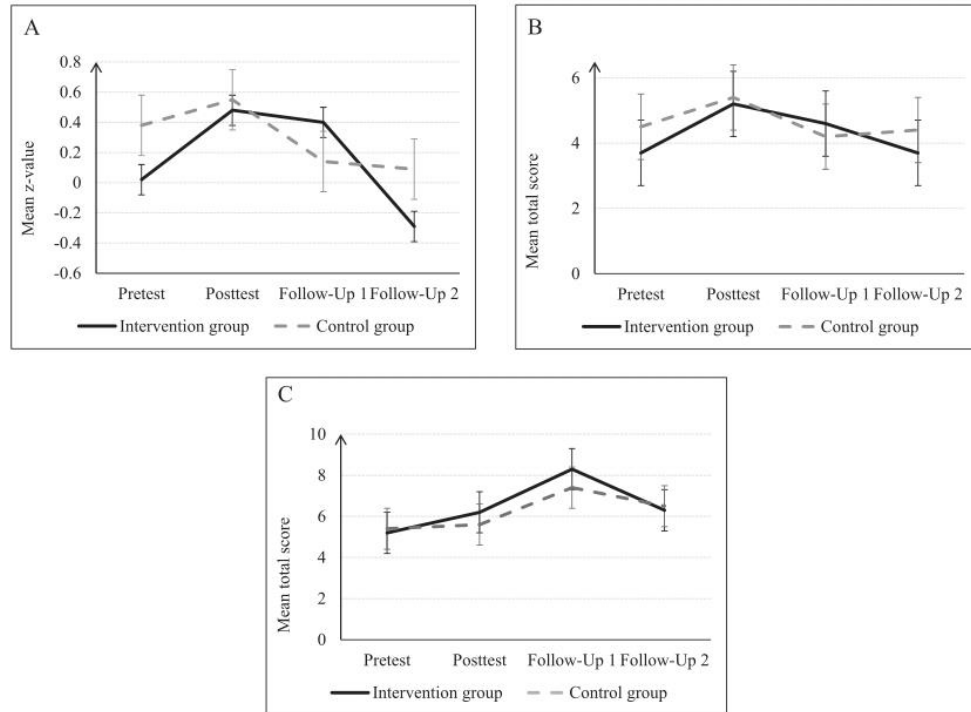 A
Mean z-value
0.8
0.6
0.4
0.2
0
-0.2
-0.4
-0.6
Pretest Posttest Follow-Up 1 Follow-Up 2
Intervention group Control group
B
Mean total score
6
4
2
0
Pretest Posttest Follow-Up 1 Follow-Up 2
Intervention group Control group
C
Mean total score
10
8
6
4
2
0
Pretest Posttest Follow-Up 1 Follow-Up 2
Intervention group Control group